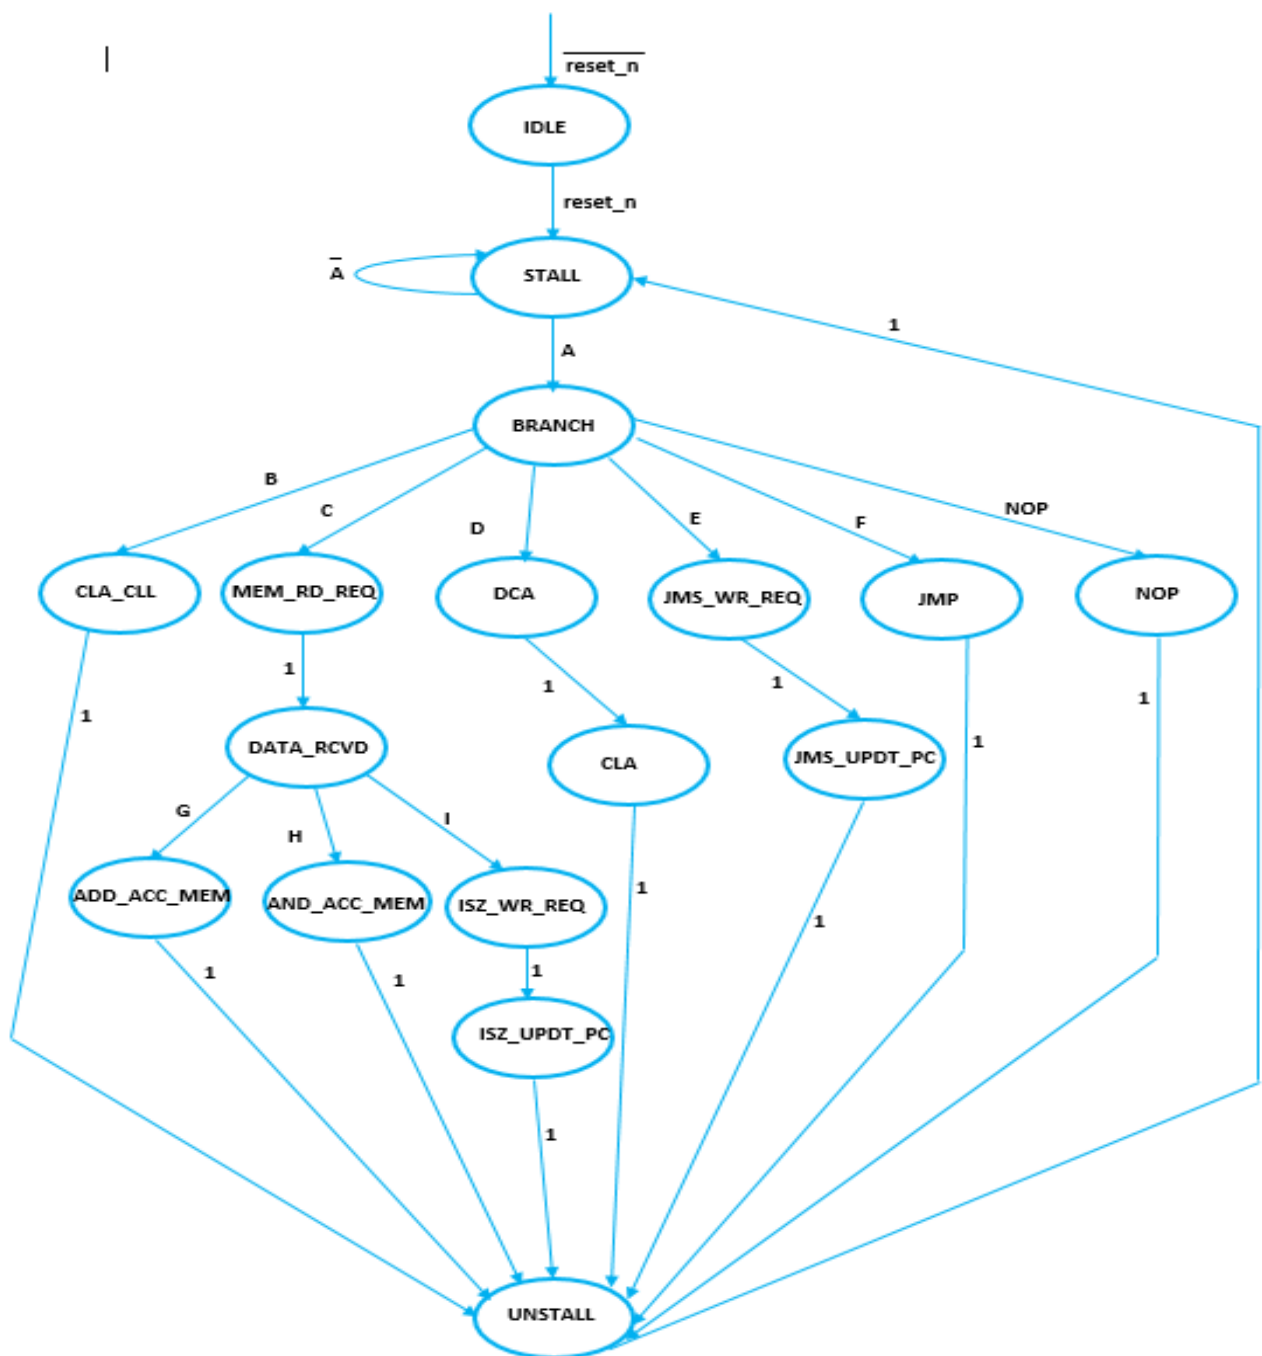 reset_n
IDLE
reset_n
A
STALL
1
A
BRANCH
B
C
D
E
F
NOP
CLA_CLL
MEM_RD_REQ
DCA
JMS_WR_REQ
JMP
NOP
1
1
1
1
1
1
DATA_RCVD
CLA
JMS_UPDT_PC
G
H
I
ADD_ACC_MEM
AND_ACC_MEM
ISZ_WR_REQ
1
1
1
1
1
ISZ_UPDT_PC
1
UNSTALL